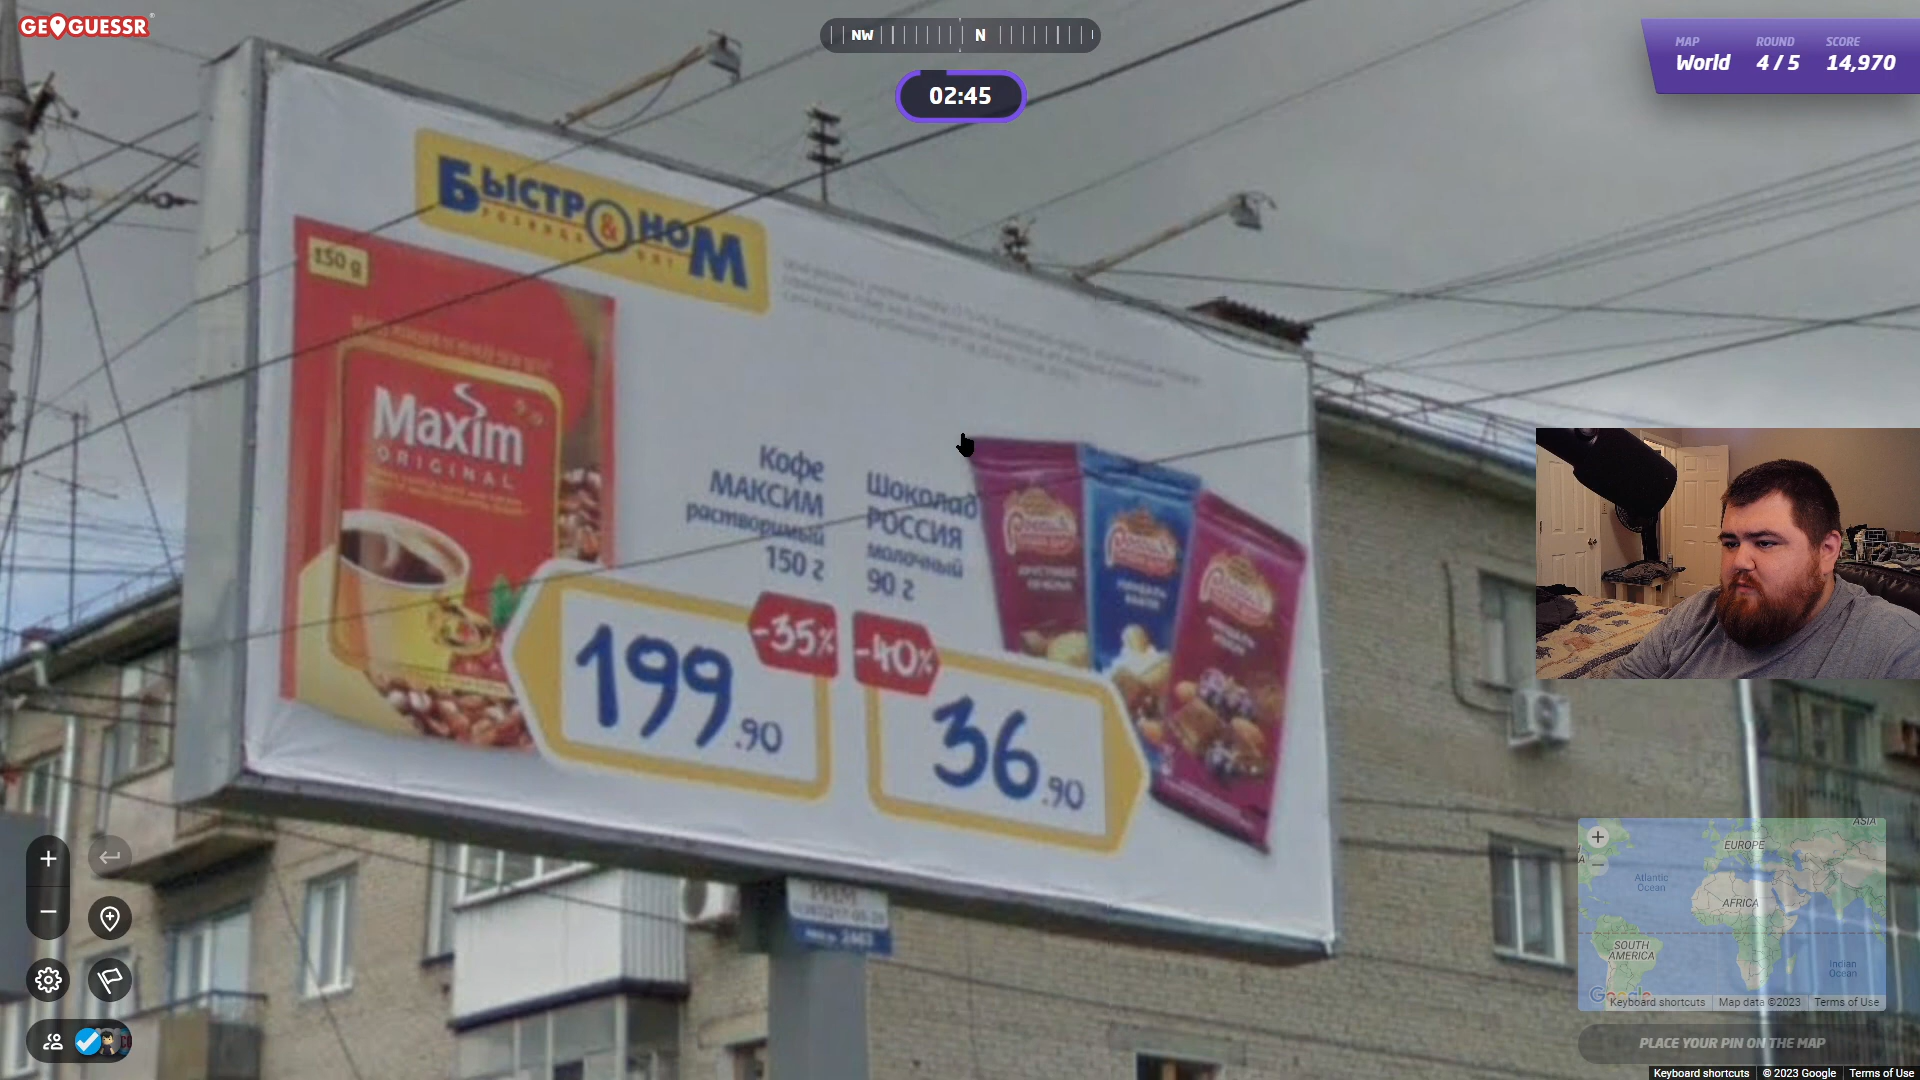 GEOGUESSR
NW
N
02:45
MAP
World
ROUND
4 / 5
SCORE
14,970
БЫСТР&НОМ
150 g
Maxim
ORIGINAL
Кофе
МАКСИМ
растворимый
150 г
Шоколад
РОССИЯ
молочный
90 г
-35%
-40%
199.90
36.90
ASIA
EUROPE
Atlantic
Ocean
AFRICA
SOUTH
AMERICA
Indian
Ocean
Google
Keyboard shortcuts
Map data ©2023
Terms of Use
PLACE YOUR PIN ON THE MAP
Keyboard shortcuts
© 2023 Google
Terms of Use